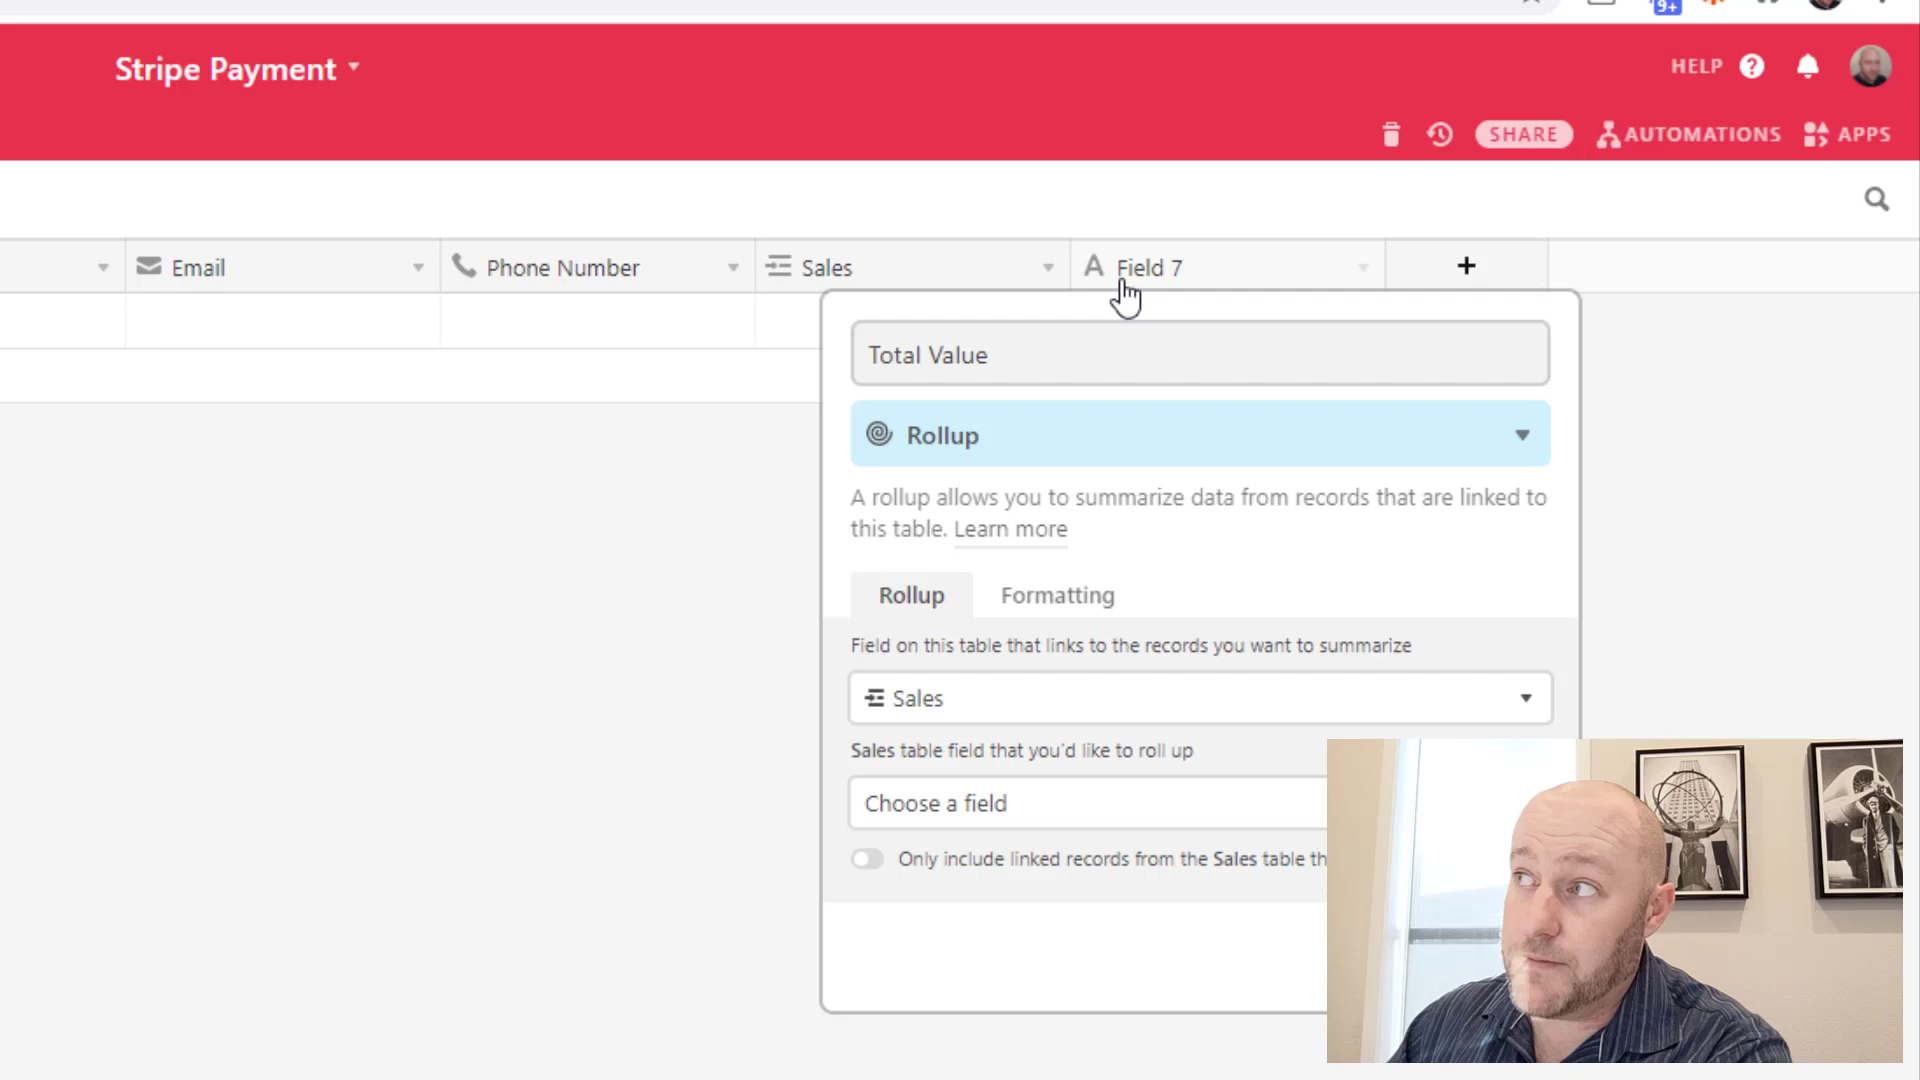 9+
Stripe Payment
HELP
SHARE
AUTOMATIONS
APPS
Email
Phone Number
Sales
Field 7
Total Value
Rollup
A rollup allows you to summarize data from records that are linked to
this table. Learn more
Rollup
Formatting
Field on this table that links to the records you want to summarize
Sales
Sales table field that you'd like to roll up
Choose a field
Only include linked records from the Sales table